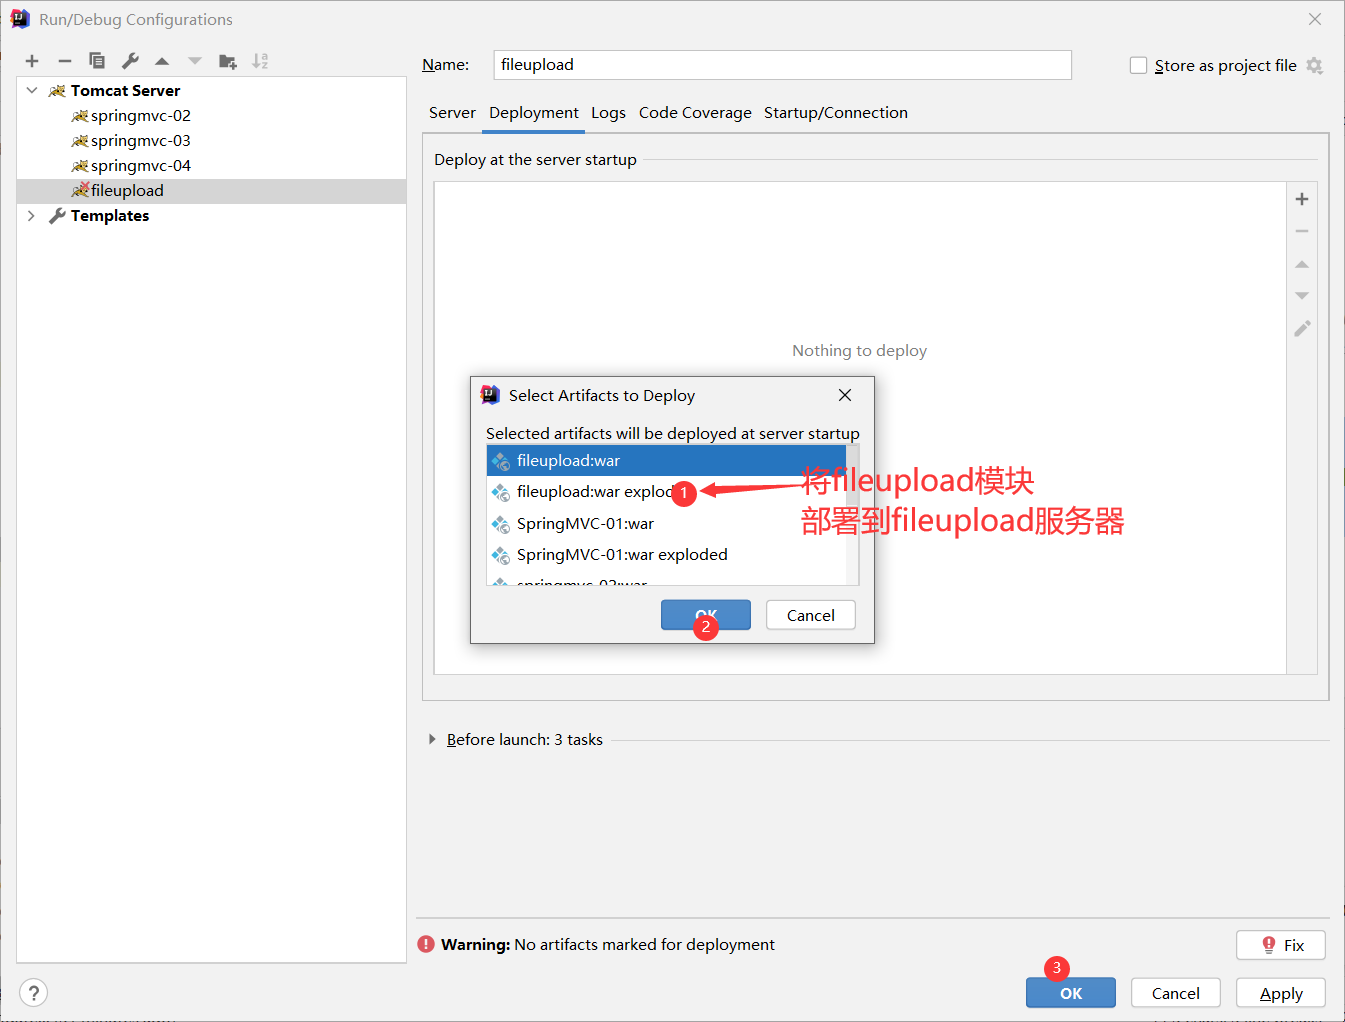 Run/Debug Configurations
Name:
fileupload
Store as project file
Tomcat Server
springmvc-02
springmvc-03
springmvc-04
fileupload
Templates
Server Deployment Logs Code Coverage Startup/Connection
Deploy at the server startup
Nothing to deploy
Select Artifacts to Deploy
Selected artifacts will be deployed at server startup
fileupload:war
fileupload:war explod
1
将fileupload模块
部署到fileupload服务器
SpringMVC-01:war
SpringMVC-01:war exploded
springmvc-02:war
OK
2
Cancel
Before launch: 3 tasks
Warning: No artifacts marked for deployment
Fix
3
?
OK
Cancel
Apply